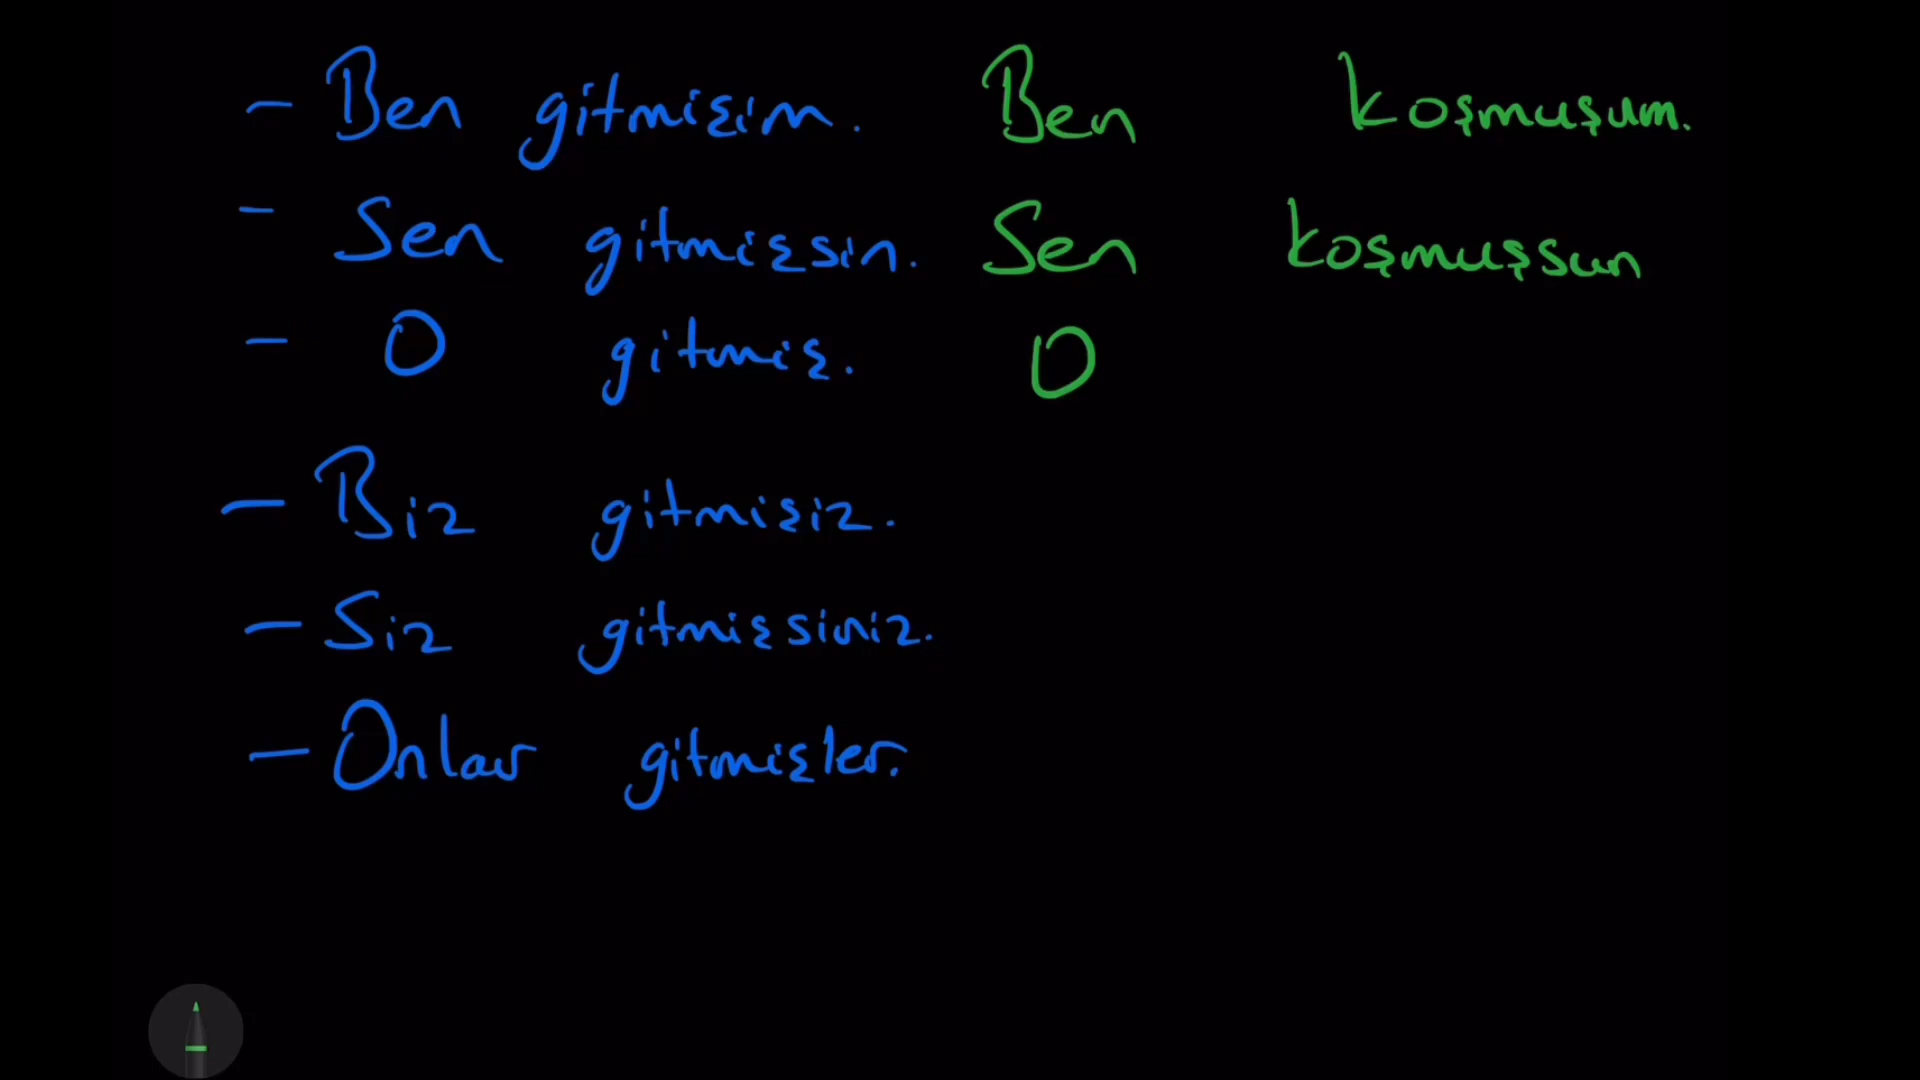 - Ben gitmişim. Ben koşmuşum.
- Sen gitmişsin. Sen koşmuşsun
- O gitmiş. O
- Biz gitmişiz.
- Siz gitmişsiniz.
- Onlar gitmişler.